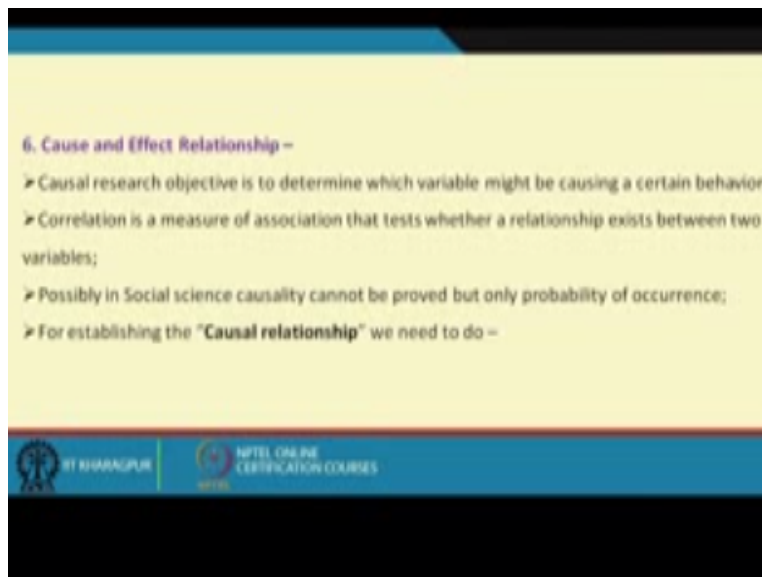 6. Cause and Effect Relationship –
➢ Causal research objective is to determine which variable might be causing a certain behavior
➢ Correlation is a measure of association that tests whether a relationship exists between two
variables;
➢ Possibly in Social science causality cannot be proved but only probability of occurrence;
➢ For establishing the "Causal relationship" we need to do –
IIT KHARAGPUR
NPTEL
NPTEL ONLINE
CERTIFICATION COURSES